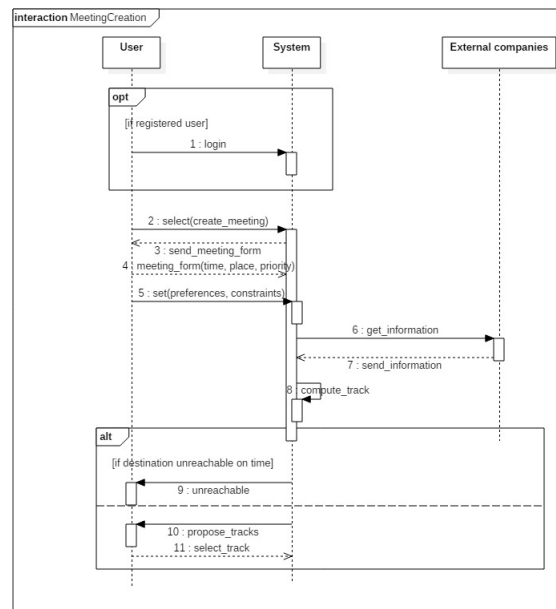 interaction MeetingCreation
User
System
External companies
opt
[if registered user]
1 : login
2 : select(create_meeting)
3 : send_meeting_form
4 : meeting_form(time, place, priority)
5 : set(preferences, constraints)
6 : get_information
7 : send_information
8 : compute_track
alt
[if destination unreachable on time]
9 : unreachable
10 : propose_tracks
11 : select_track